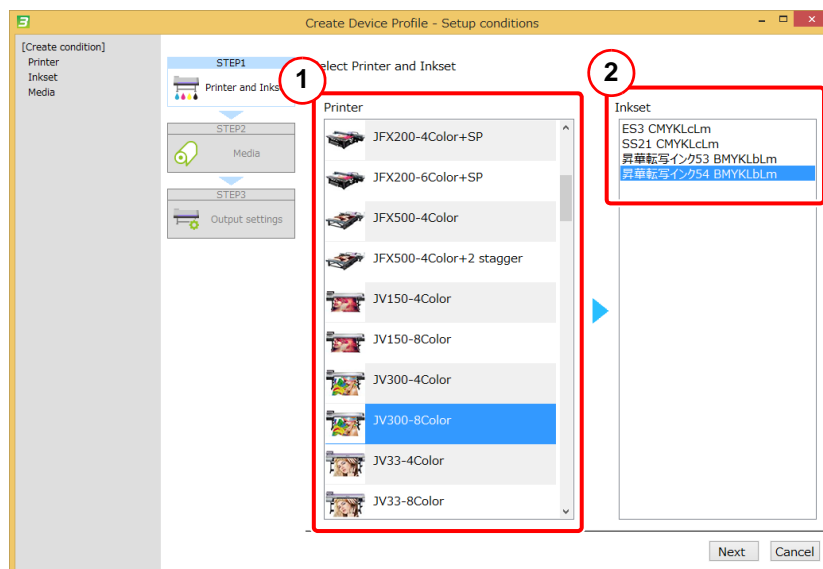 Create Device Profile - Setup conditions
[Create condition]
Printer
Inkset
Media
STEP1
Printer and Inks
STEP2
Media
STEP3
Output settings
1
elect Printer and Inkset
Printer
JFX200-4Color+SP
JFX200-6Color+SP
JFX500-4Color
JFX500-4Color+2 stagger
JV150-4Color
JV150-8Color
JV300-4Color
JV300-8Color
JV33-4Color
JV33-8Color
2
Inkset
ES3 CMYKLcLm
SS21 CMYKLcLm
昇華転写インク53 BMYKLbLm
昇華転写インク54 BMYKLbLm
Next
Cancel